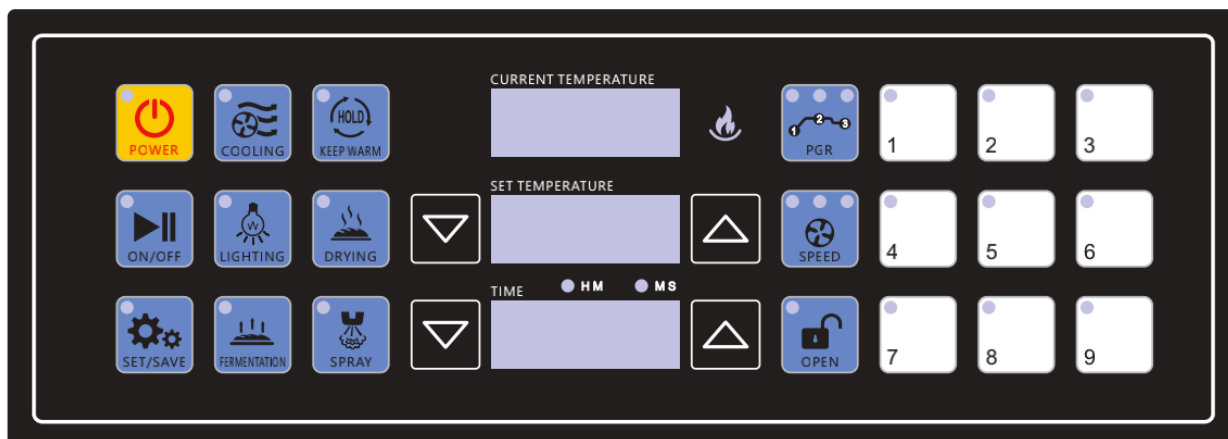 CURRENT TEMPERATURE
POWER
COOLING
HOLD
KEEP WARM
1 2 3
PGR
1
2
3
SET TEMPERATURE
ON/OFF
W
LIGHTING
DRYING
SPEED
4
5
6
TIME
HM
MS
SET/SAVE
FERMENTATION
SPRAY
OPEN
7
8
9